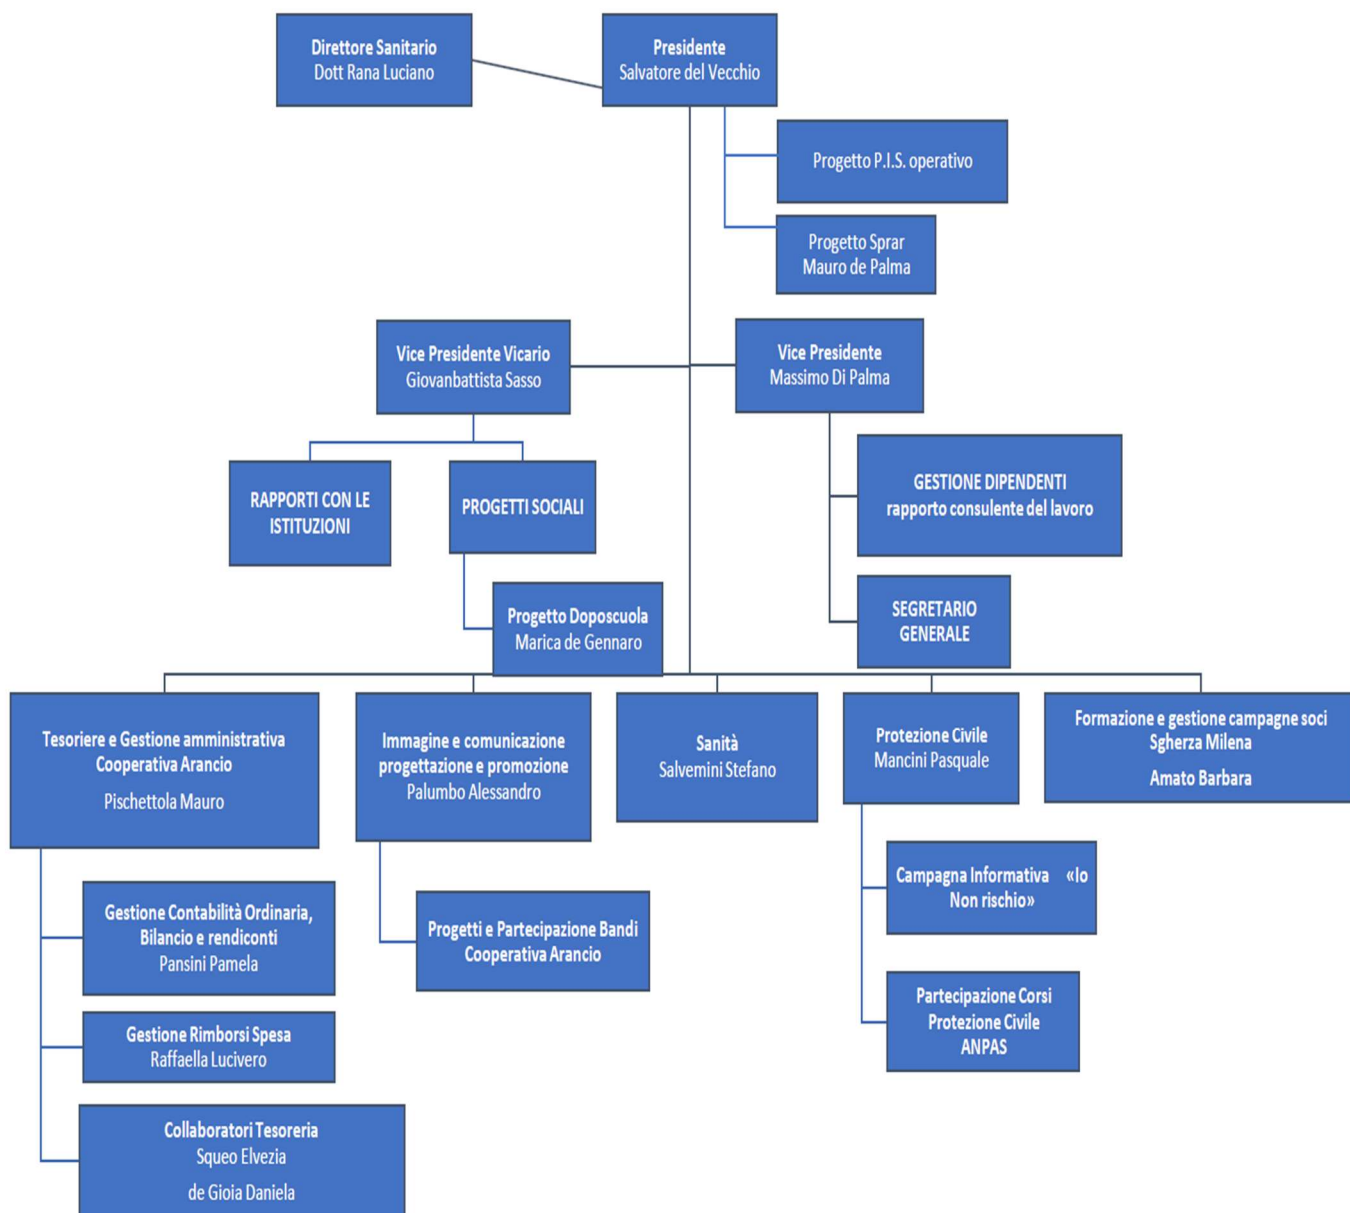 Direttore Sanitario
Dott Rana Luciano
Presidente
Salvatore del Vecchio
Progetto P.I.S. operativo
Progetto Sprar
Mauro de Palma
Vice Presidente Vicario
Giovanbattista Sasso
Vice Presidente
Massimo Di Palma
RAPPORTI CON LE
ISTITUZIONI
PROGETTI SOCIALI
GESTIONE DIPENDENTI
rapporto consulente del lavoro
Progetto Doposcuola
Marica de Gennaro
SEGRETARIO
GENERALE
Tesoriere e Gestione amministrativa
Cooperativa Arancio
Pischettola Mauro
Immagine e comunicazione
progettazione e promozione
Palumbo Alessandro
Sanità
Salvemini Stefano
Protezione Civile
Mancini Pasquale
Formazione e gestione campagne soci
Sgherza Milena
Amato Barbara
Gestione Contabilità Ordinaria,
Bilancio e rendiconti
Pansini Pamela
Gestione Rimborsi Spesa
Raffaella Lucivero
Collaboratori Tesoreria
Squeo Elvezia
de Gioia Daniela
Progetti e Partecipazione Bandi
Cooperativa Arancio
Campagna Informativa «Io
Non rischio»
Partecipazione Corsi
Protezione Civile
ANPAS